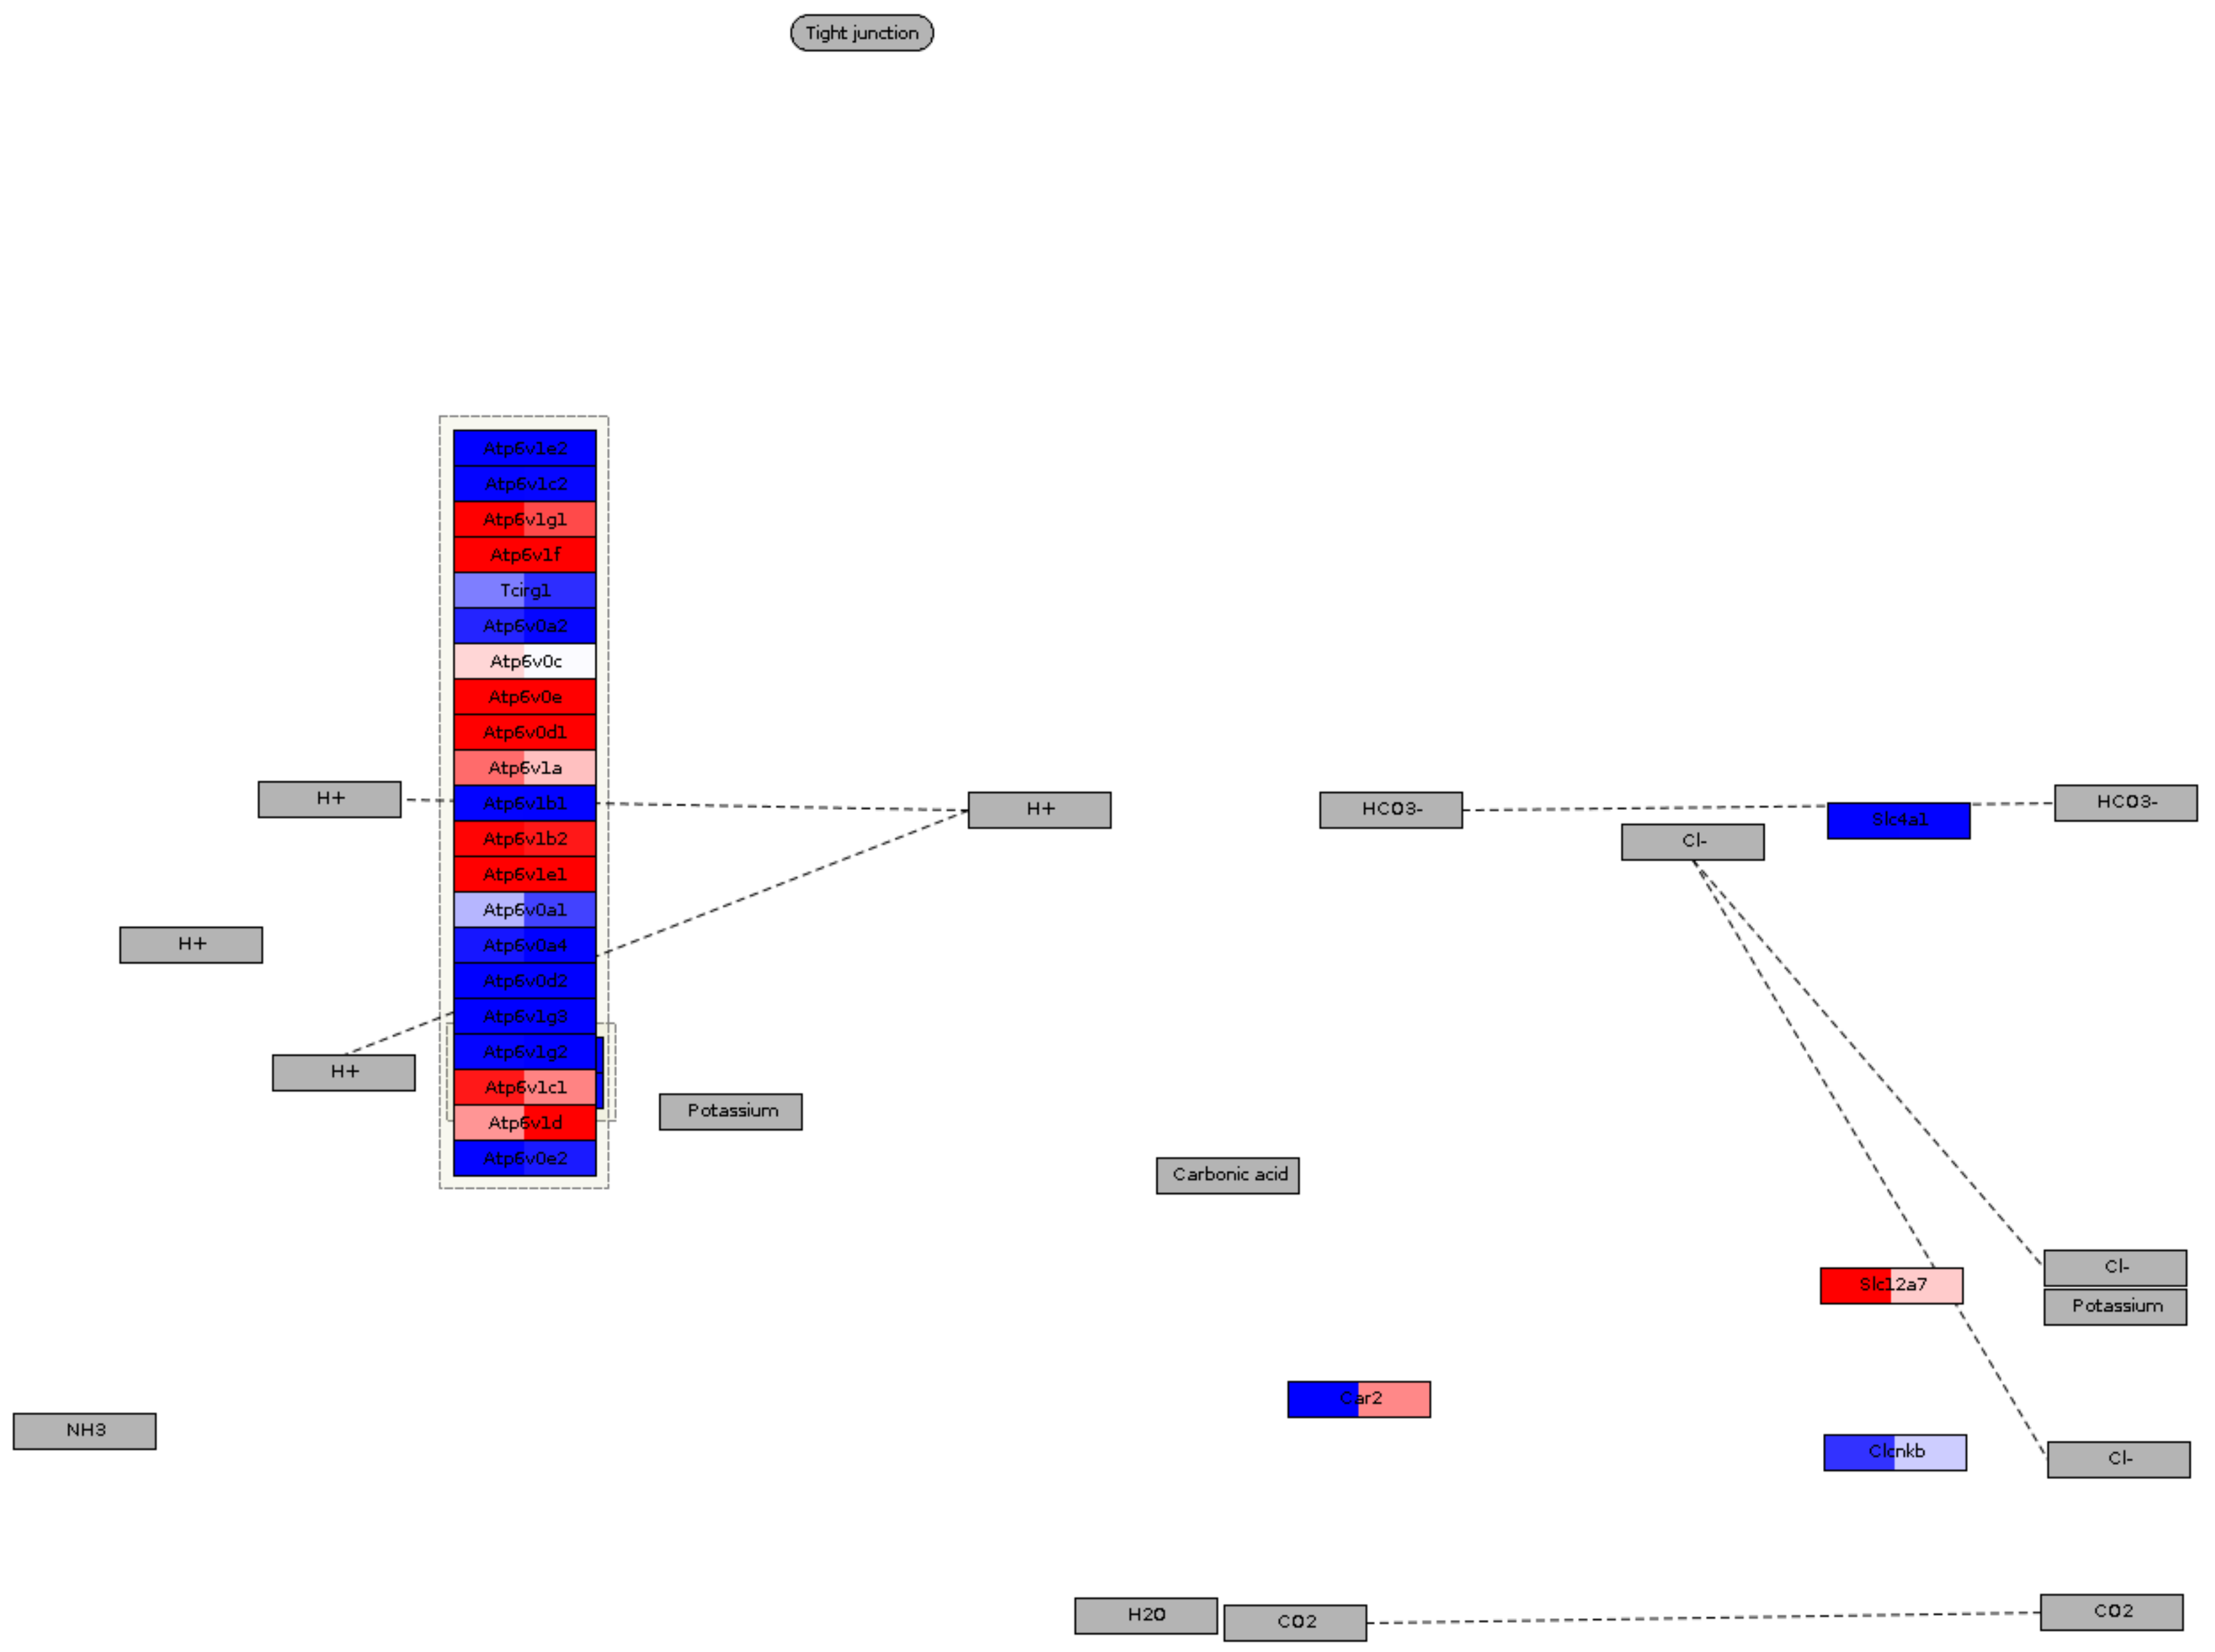 Tight junction
Atp6v1e2
Atp6v1c2
Atp6v1g1
Atp6v1f
Tcirg1
Atp6v0a2
Atp6v0c
Atp6v0e
Atp6v0d1
Atp6v1a
Atp6v1b1
Atp6v1b2
Atp6v1e1
Atp6v0a1
Atp6v0a4
Atp6v0d2
Atp6v1g3
Atp6v1g2
Atp6v1c1
Atp6v1d
Atp6v0e2
H+
H+
H+
H+
Potassium
Carbonic acid
HCO3-
Cl-
Slc4a1
HCO3-
Slc12a7
Cl-
Potassium
Car2
Clcnkb
Cl-
NH3
H2O
CO2
CO2